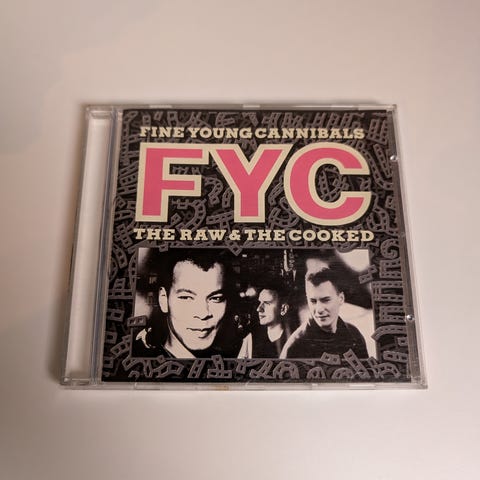 FINE YOUNG CANNIBALS
FYC
THE RAW & THE COOKED